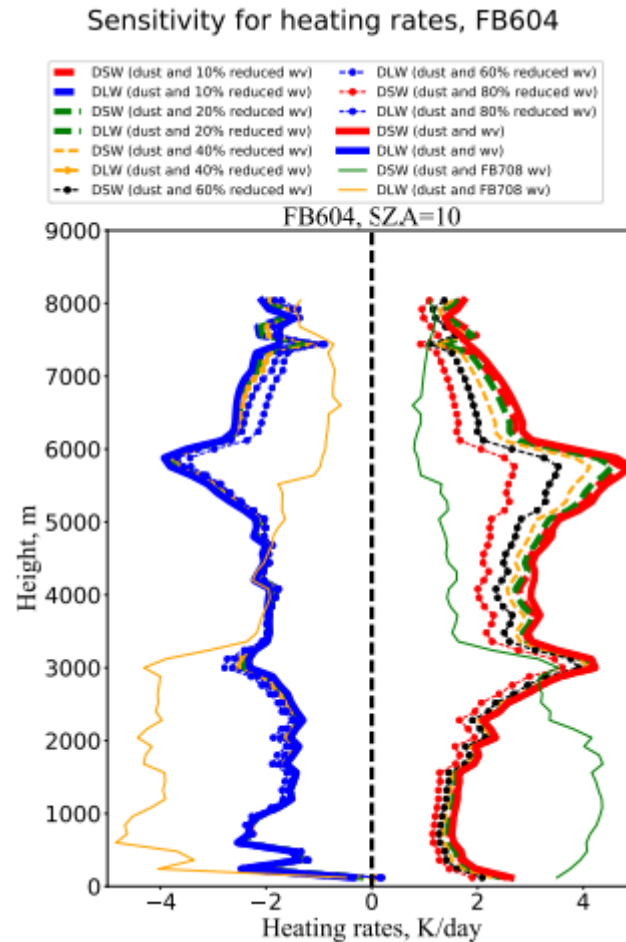 Sensitivity for heating rates, FB604
DSW (dust and 10% reduced wv)
DLW (dust and 10% reduced wv)
DSW (dust and 20% reduced wv)
DLW (dust and 20% reduced wv)
DSW (dust and 40% reduced wv)
DLW (dust and 40% reduced wv)
DSW (dust and 60% reduced wv)
DLW (dust and 60% reduced wv)
DSW (dust and 80% reduced wv)
DLW (dust and 80% reduced wv)
DSW (dust and wv)
DLW (dust and wv)
DSW (dust and FB708 wv)
DLW (dust and FB708 wv)
FB604, SZA=10
9000
8000
7000
6000
5000
4000
3000
2000
1000
0
Height, m
−4 −2 0 2 4
Heating rates, K/day